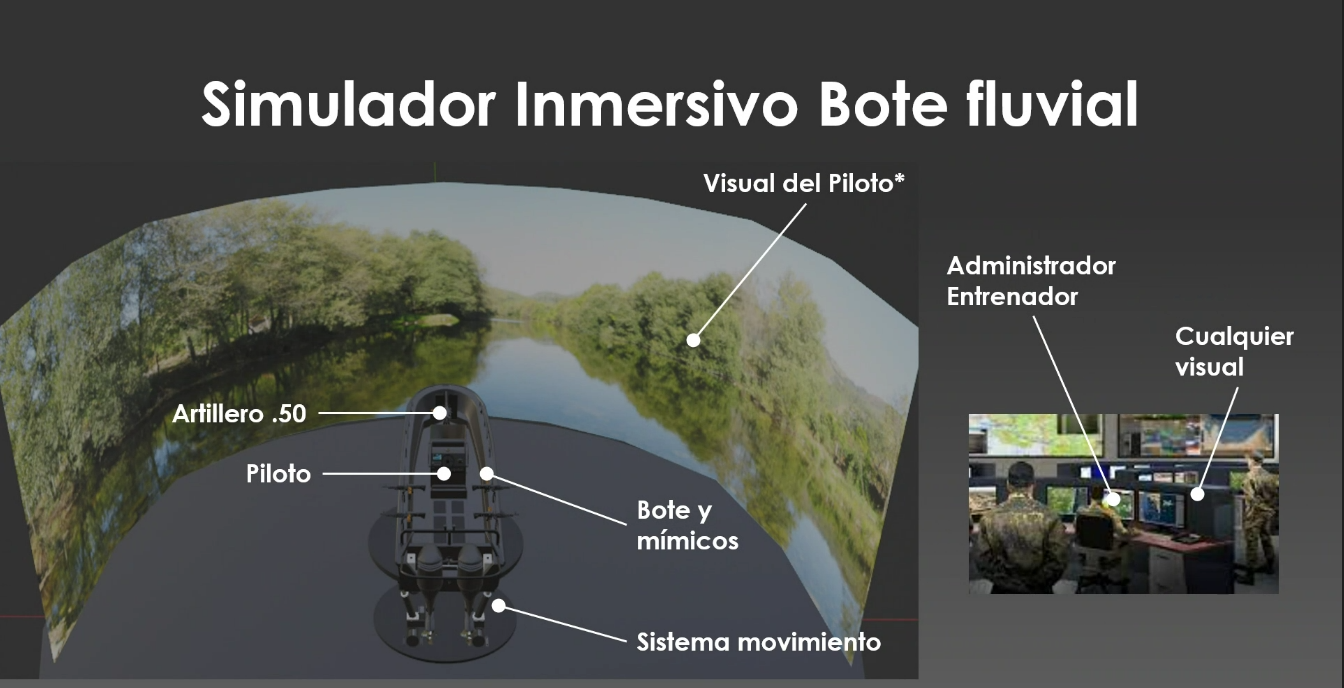 Simulador Inmersivo Bote fluvial
Visual del Piloto*
Administrador
Entrenador
Cualquier
visual
Artillero .50
Piloto
Bote y
mímicos
Sistema movimiento